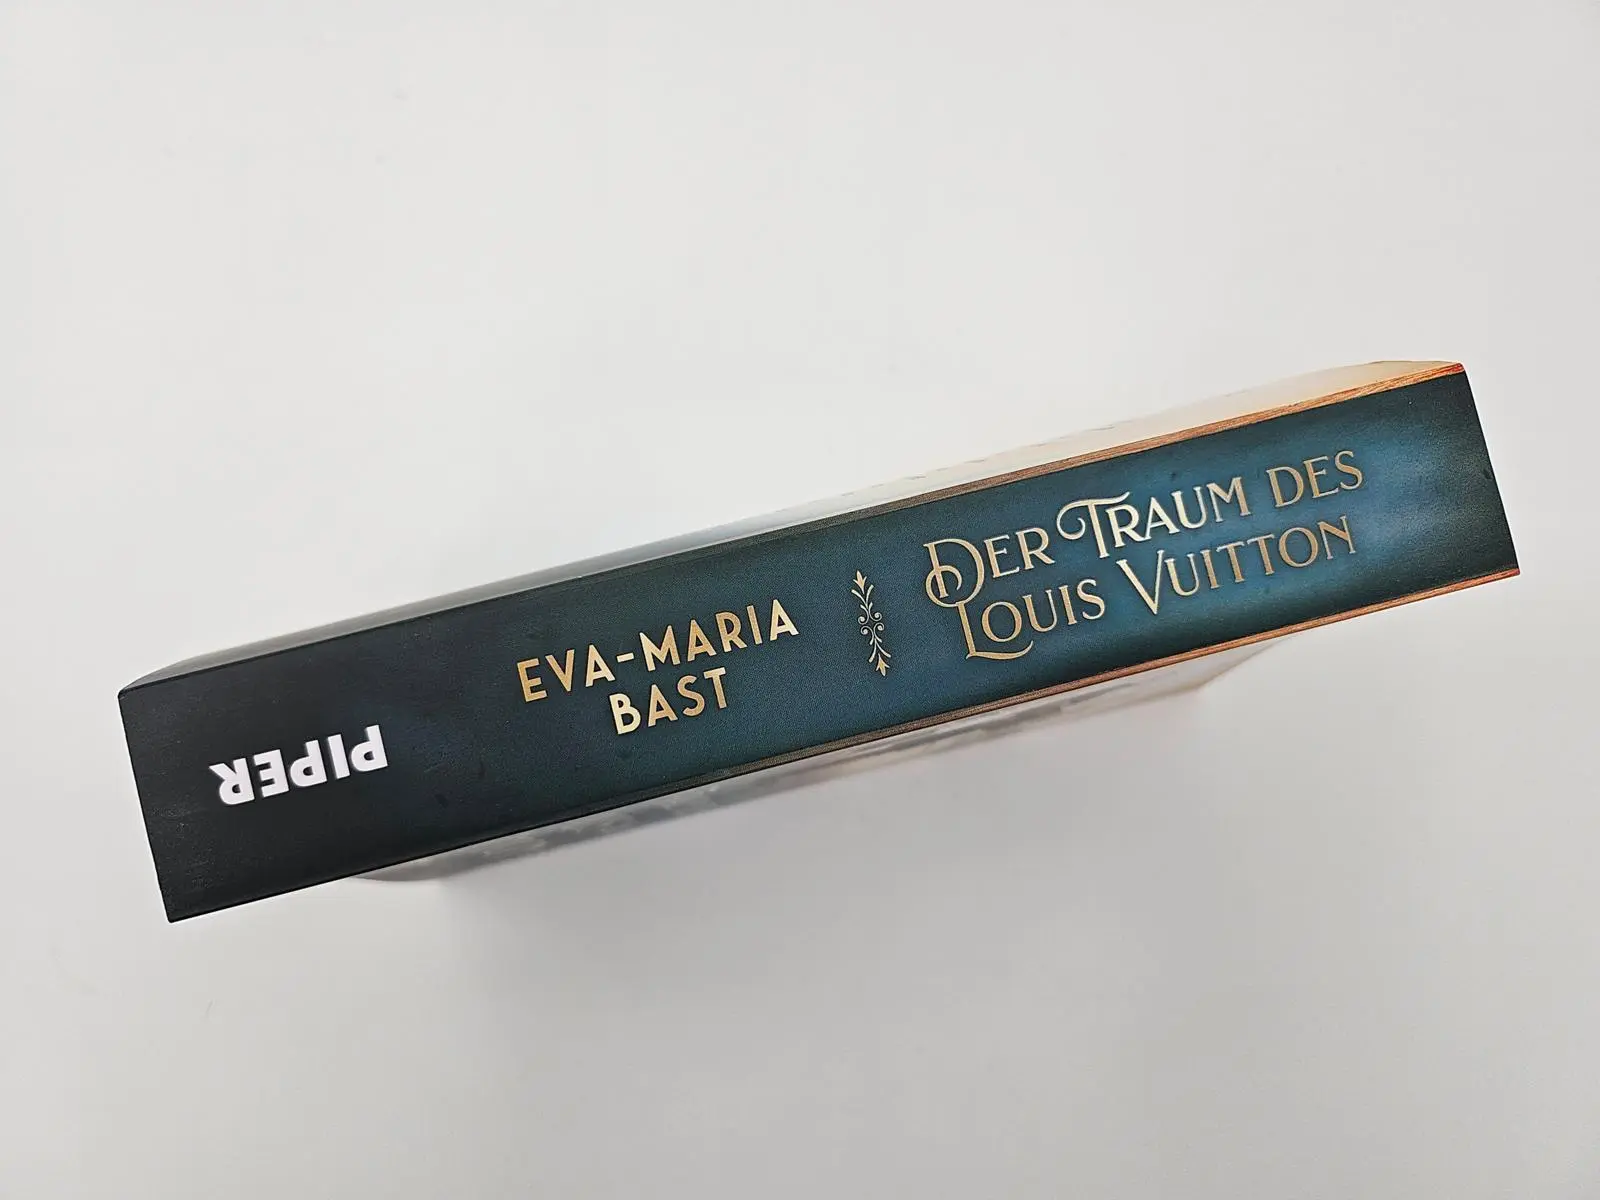 PIPER
EVA-MARIA
BAST
DER TRAUM DES
LOUIS VUITTON